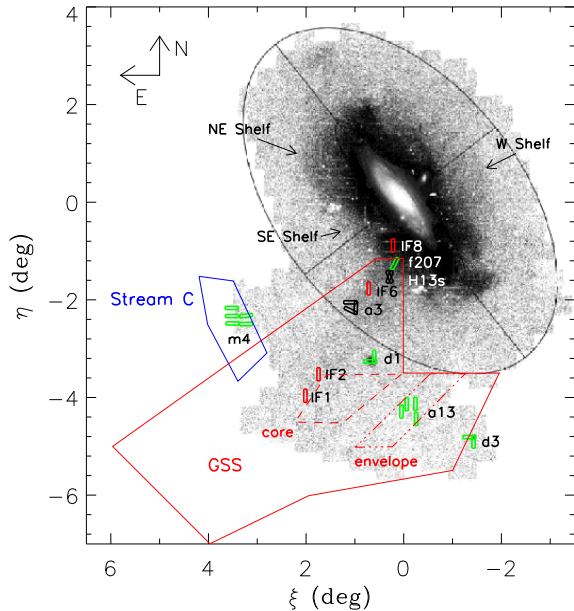 4
2
0
−2
−4
−6
η (deg)
N
E
NE Shelf
W Shelf
SE Shelf
IF8
f207
H13s
IF6
a3
Stream C
m4
d1
IF2
IF1
a13
core
d3
envelope
GSS
6
4
2
0
−2
ξ (deg)